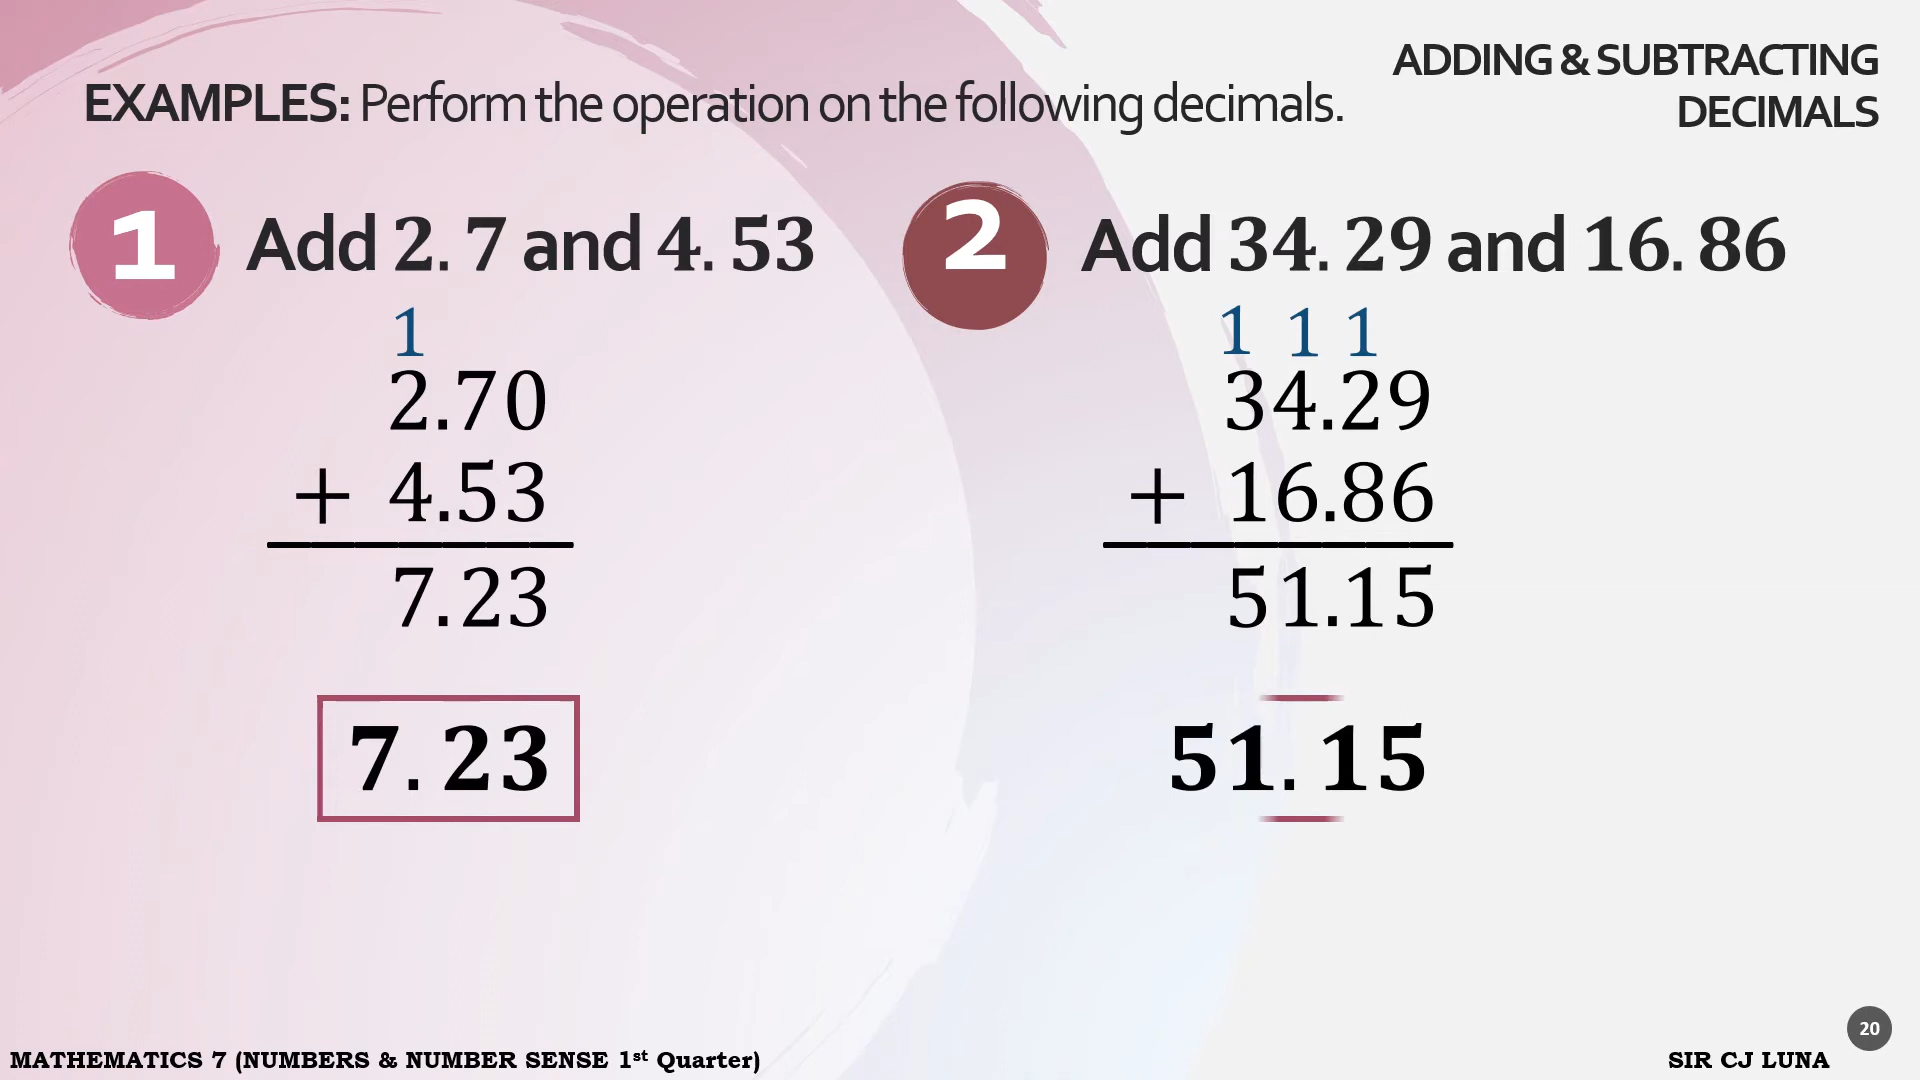 ADDING & SUBTRACTING
DECIMALS
EXAMPLES: Perform the operation on the following decimals.
1
Add 2. 7 and 4. 53
1
2.70
+ 4.53
7.23
7. 23
2
Add 34. 29 and 16. 86
1 1 1
34.29
+ 16.86
51.15
51. 15
20
MATHEMATICS 7 (NUMBERS & NUMBER SENSE 1st Quarter)
SIR CJ LUNA